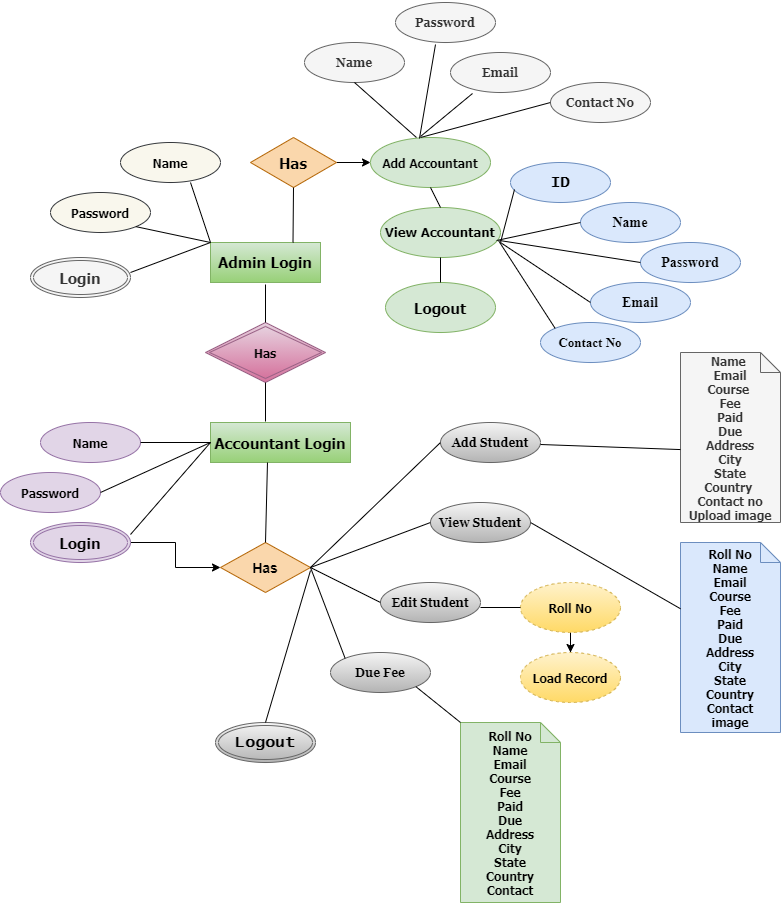 Password
Name
Email
Contact No
Has
Add Accountant
Name
Password
Login
Admin Login
ID
Name
View Accountant
Password
Email
Logout
Contact No
Has
Name
Email
Course
Fee
Paid
Due
Address
City
State
Country
Contact no
Upload image
Name
Accountant Login
Add Student
Password
Login
View Student
Has
Roll No
Name
Email
Course
Fee
Paid
Due
Address
City
State
Country
Contact
image
Edit Student
Roll No
Due Fee
Load Record
Logout
Roll No
Name
Email
Course
Fee
Paid
Due
Address
City
State
Country
Contact